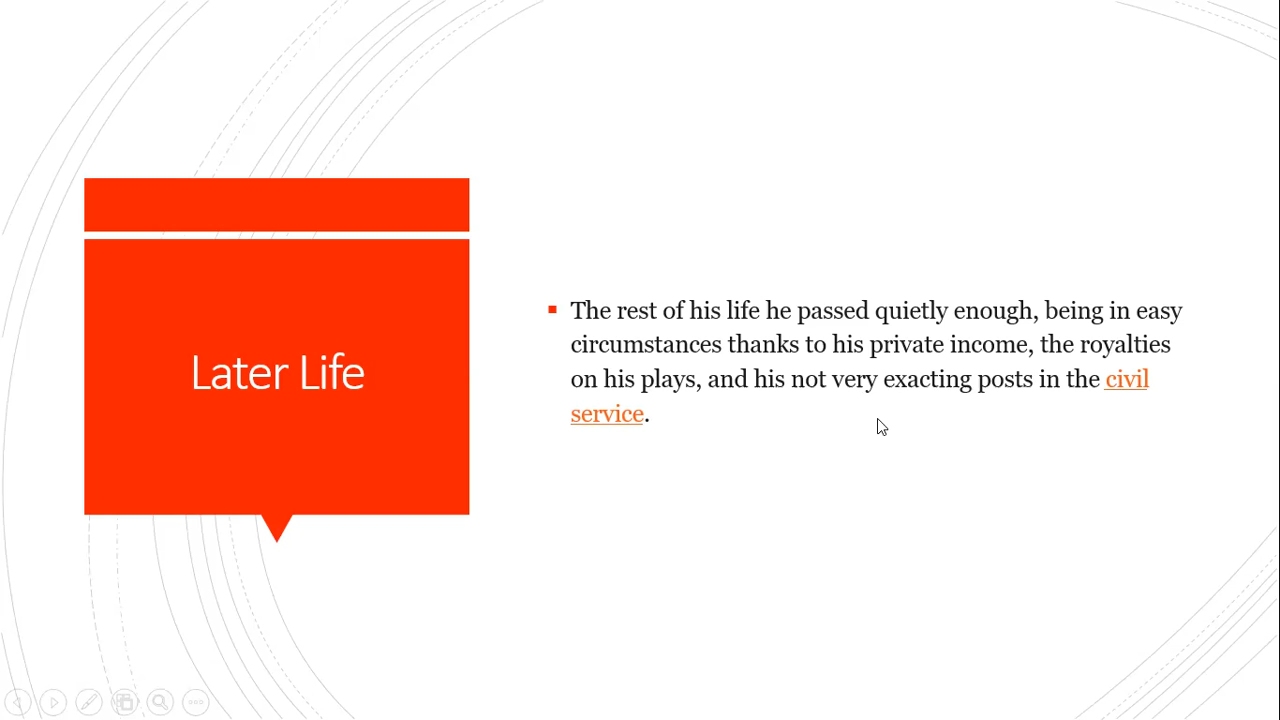 Later Life
The rest of his life he passed quietly enough, being in easy
circumstances thanks to his private income, the royalties
on his plays, and his not very exacting posts in the civil
service.